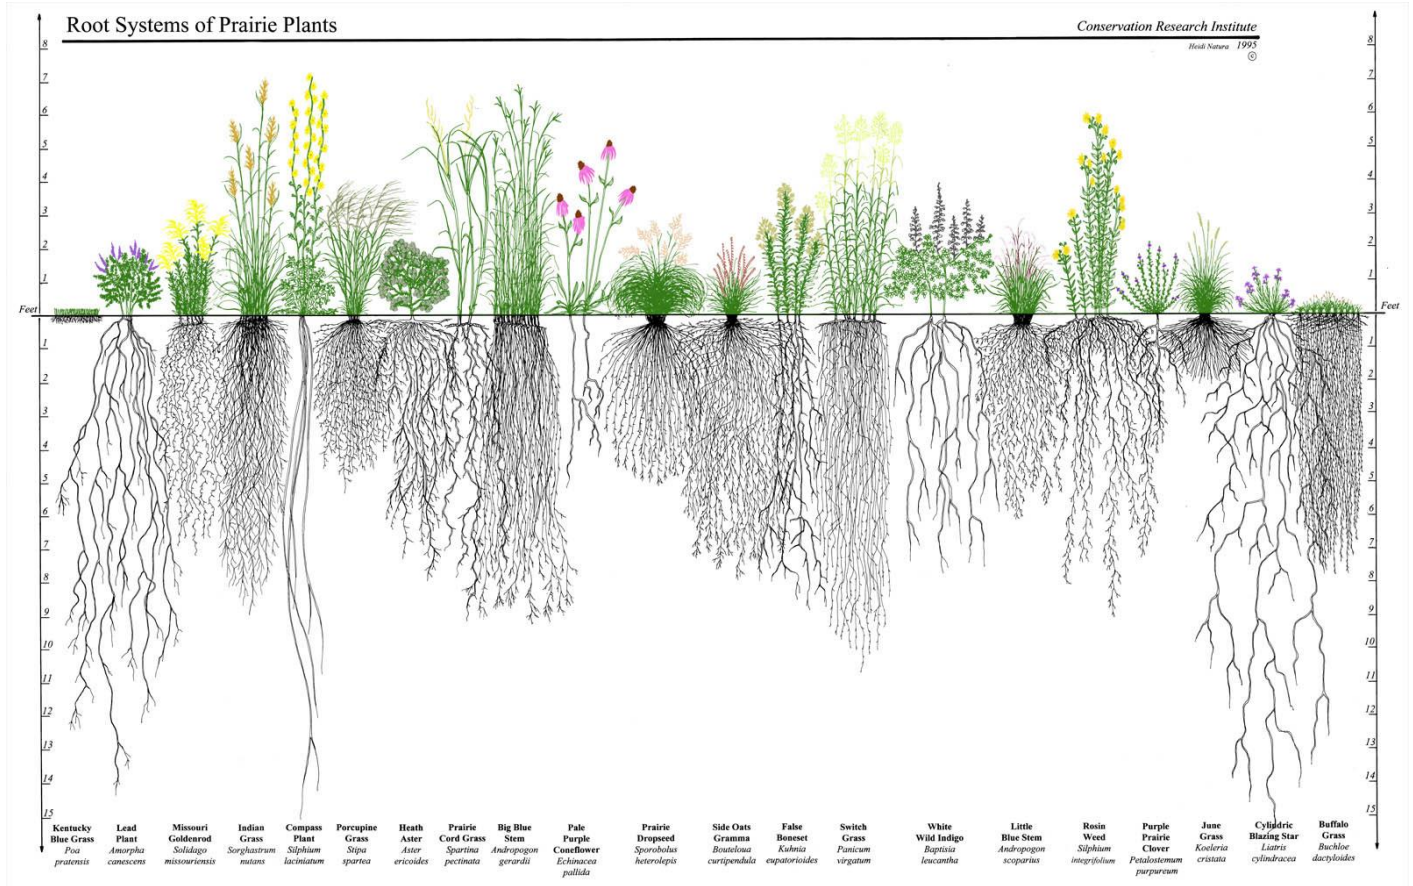 Root Systems of Prairie Plants
Conservation Research Institute
Heidi Natura 1995
©
8
7
6
5
4
3
2
1
Feet
1
2
3
4
5
6
7
8
9
10
11
12
13
14
15
8
7
6
5
4
3
2
1
Feet
1
2
3
4
5
6
7
8
9
10
11
12
13
14
15
Kentucky
Blue Grass
Poa
pratensis
Lead
Plant
Amorpha
canescens
Missouri
Goldenrod
Solidago
missouriensis
Indian
Grass
Sorghastrum
nutans
Compass
Plant
Silphium
laciniatum
Porcupine
Grass
Stipa
spartea
Heath
Aster
Aster
ericoides
Prairie
Cord Grass
Spartina
pectinata
Big Blue
Stem
Andropogon
gerardii
Pale
Purple
Coneflower
Echinacea
pallida
Prairie
Dropseed
Sporobolus
heterolepis
Side Oats
Gramma
Bouteloua
curtipendula
False
Boneset
Kuhnia
eupatorioides
Switch
Grass
Panicum
virgatum
White
Wild Indigo
Baptisia
leucantha
Little
Blue Stem
Andropogon
scoparius
Rosin
Weed
Silphium
integrifolium
Purple
Prairie
Clover
Petalostemum
purpureum
June
Grass
Koeleria
cristata
Cylindric
Blazing Star
Liatris
cylindracea
Buffalo
Grass
Buchloe
dactyloides